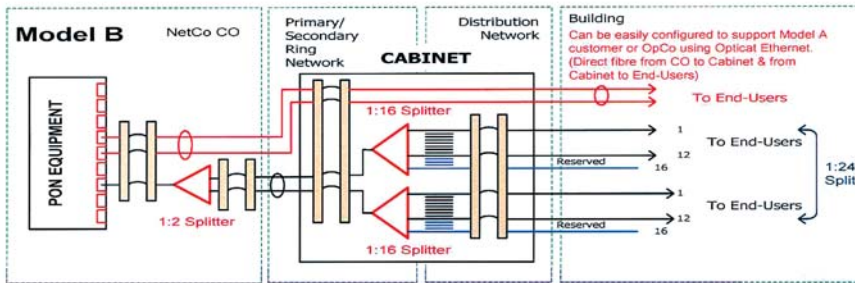 Model B
NetCo CO
Primary/
Secondary
Ring
Network
Distribution
Network
Building
Can be easily configured to support Model A
customer or OpCo using Optical Ethernet.
(Direct fibre from CO to Cabinet & from
Cabinet to End-Users)
CABINET
PON EQUIPMENT
1:2 Splitter
1:16 Splitter
1:16 Splitter
To End-Users
1
To End-Users
12
Reserved
16
1
To End-Users
12
Reserved
16
1:24
Split